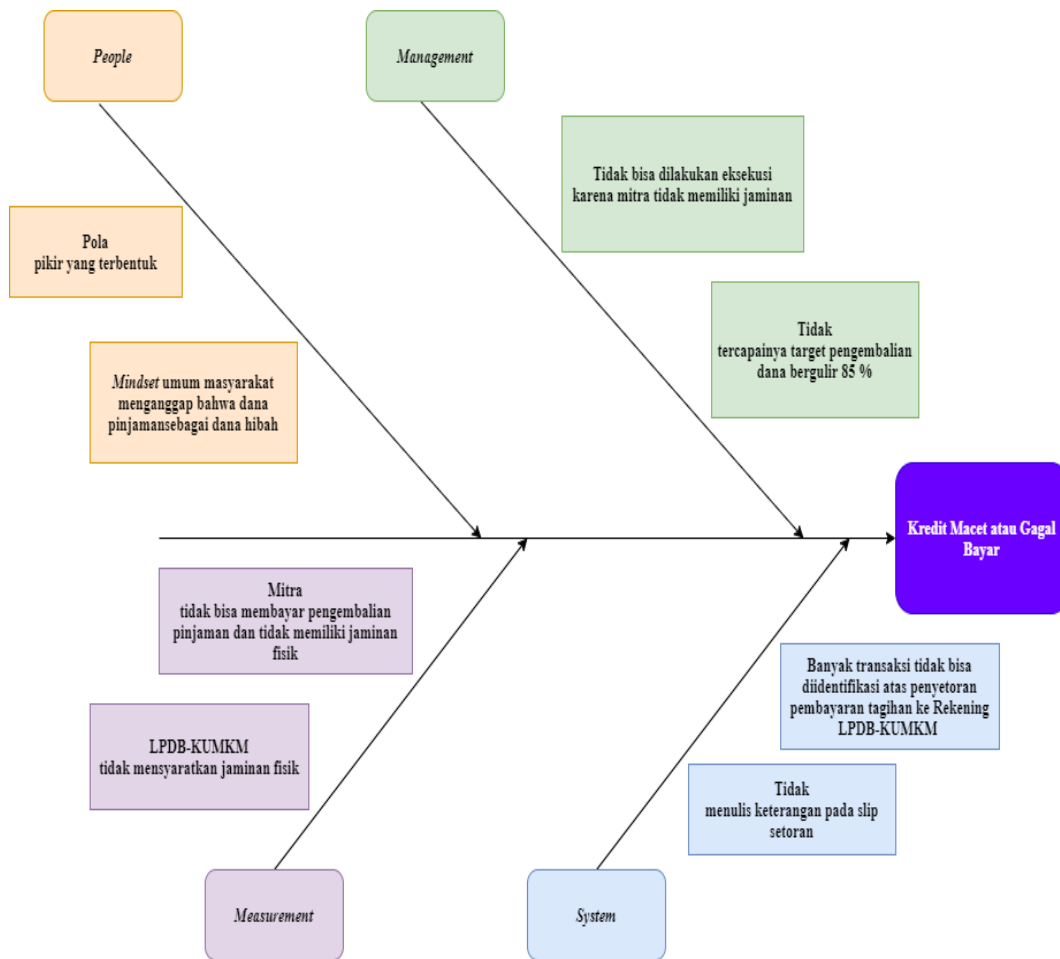 People
Management
Tidak bisa dilakukan eksekusi
karena mitra tidak memiliki jaminan
Pola
pikir yang terbentuk
Tidak
tercapainya target pengembalian
dana bergulir 85 %
Mindset umum masyarakat
menganggap bahwa dana
pinjamansebagai dana hibah
Kredit Macet atau Gagal
Bayar
Mitra
tidak bisa membayar pengembalian
pinjaman dan tidak memiliki jaminan
fisik
Banyak transaksi tidak bisa
diidentifikasi atas penyetoran
pembayaran tagihan ke Rekening
LPDB-KUMKM
LPDB-KUMKM
tidak mensyaratkan jaminan fisik
Tidak
menulis keterangan pada slip
setoran
Measurement
System